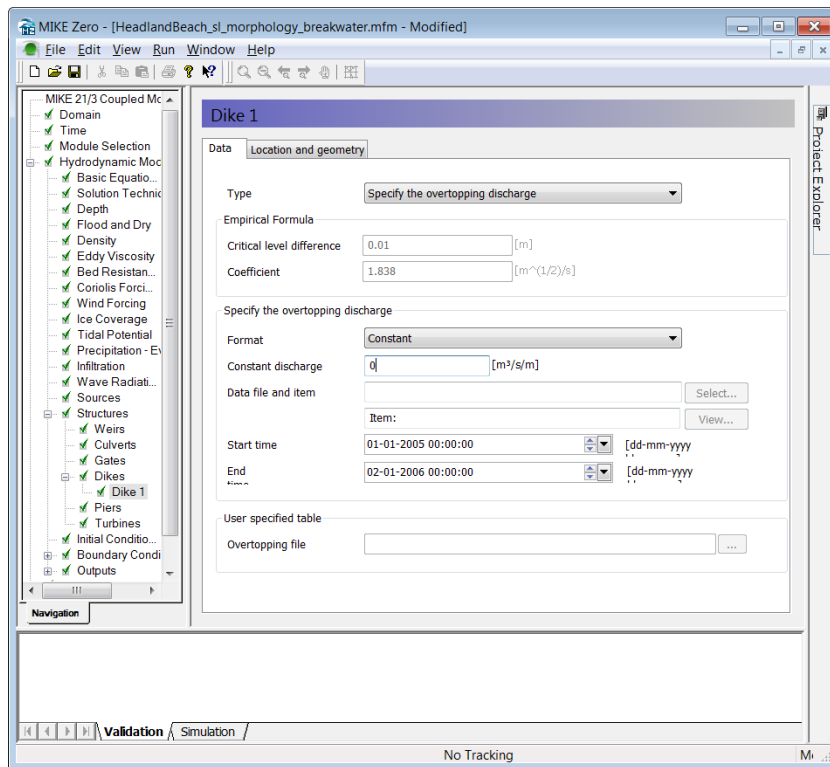 MIKE Zero - [HeadlandBeach_sl_morphology_breakwater.mfm - Modified]
File Edit View Run Window Help
MIKE 21/3 Coupled Mc
Domain
Time
Module Selection
Hydrodynamic Moc
Basic Equatio...
Solution Technic
Depth
Flood and Dry
Density
Eddy Viscosity
Bed Resistan...
Coriolis Forci...
Wind Forcing
Ice Coverage
Tidal Potential
Precipitation - Ev
Infiltration
Wave Radiati...
Sources
Structures
Weirs
Culverts
Gates
Dikes
Dike 1
Piers
Turbines
Initial Conditio...
Boundary Condi
Outputs
Navigation
Dike 1
Data Location and geometry
Type Specify the overtopping discharge
Empirical Formula
Critical level difference 0.01 [m]
Coefficient 1.838 [m^(1/2)/s]
Specify the overtopping discharge
Format Constant
Constant discharge 0 [m³/s/m]
Data file and item Select...
Item: View...
Start time 01-01-2005 00:00:00 [dd-mm-yyyy
End 02-01-2006 00:00:00 [dd-mm-yyyy
User specified table
Overtopping file ...
Project Explorer
Validation Simulation
No Tracking